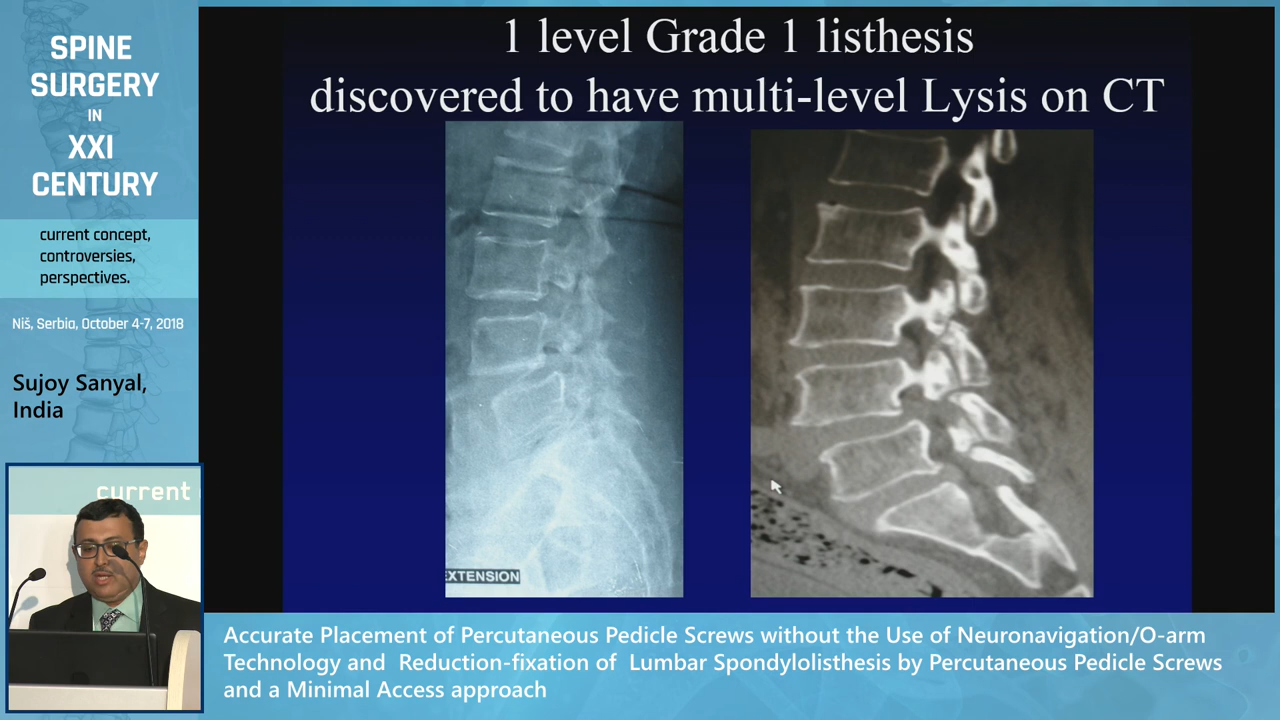 SPINE
SURGERY
IN
XXI
CENTURY
current concept,
controversies,
perspectives.
Niš, Serbia, October 4-7, 2018
Sujoy Sanyal,
India
current
1 level Grade 1 listhesis
discovered to have multi-level Lysis on CT
EXTENSION
Accurate Placement of Percutaneous Pedicle Screws without the Use of Neuronavigation/O-arm
Technology and Reduction-fixation of Lumbar Spondylolisthesis by Percutaneous Pedicle Screws
and a Minimal Access approach